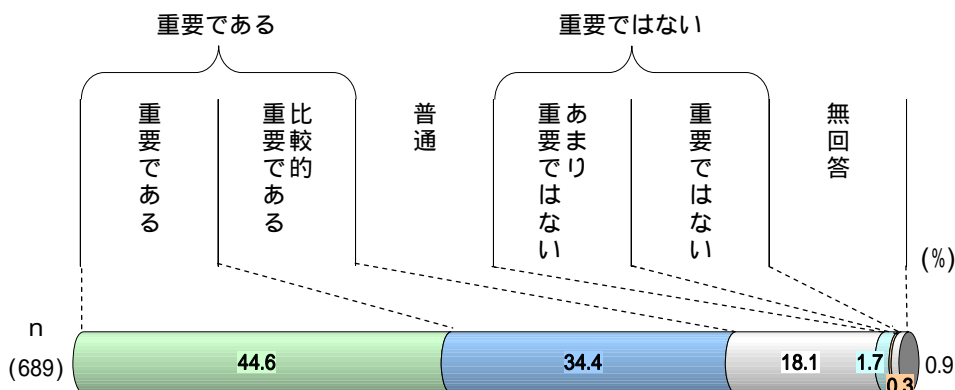 重要である
重要ではない
重要である
比較的
重要である
普通
あまり
重要ではない
重要ではない
無回答
(%)
n
(689)
44.6
34.4
18.1
1.7
0.3
0.9